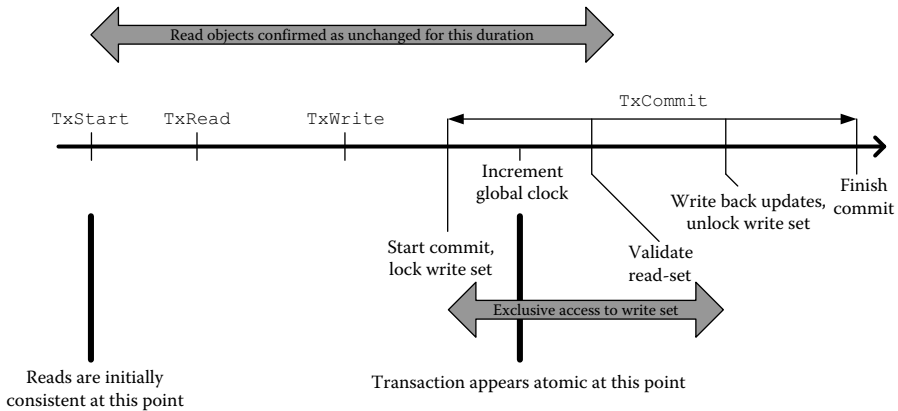 Read objects confirmed as unchanged for this duration
TxCommit
TxStart
TxRead
TxWrite
Increment
global clock
Write back updates,
unlock write set
Finish
commit
Start commit,
lock write set
Validate
read-set
Exclusive access to write set
Reads are initially
consistent at this point
Transaction appears atomic at this point